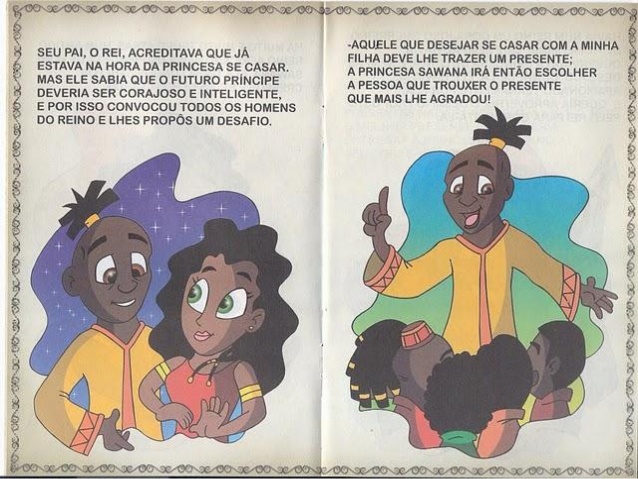 SEU PAI, O REI, ACREDITAVA QUE JÁ
ESTAVA NA HORA DA PRINCESA SE CASAR.
MAS ELE SABIA QUE O FUTURO PRÍNCIPE
DEVERIA SER CORAJOSO E INTELIGENTE,
E POR ISSO CONVOCOU TODOS OS HOMENS
DO REINO E LHES PROPÔS UM DESAFIO.
-AQUELE QUE DESEJAR SE CASAR COM A MINHA
FILHA DEVE LHE TRAZER UM PRESENTE;
A PRINCESA SAWANA IRÁ ENTÃO ESCOLHER
A PESSOA QUE TROUXER O PRESENTE
QUE MAIS LHE AGRADOU!